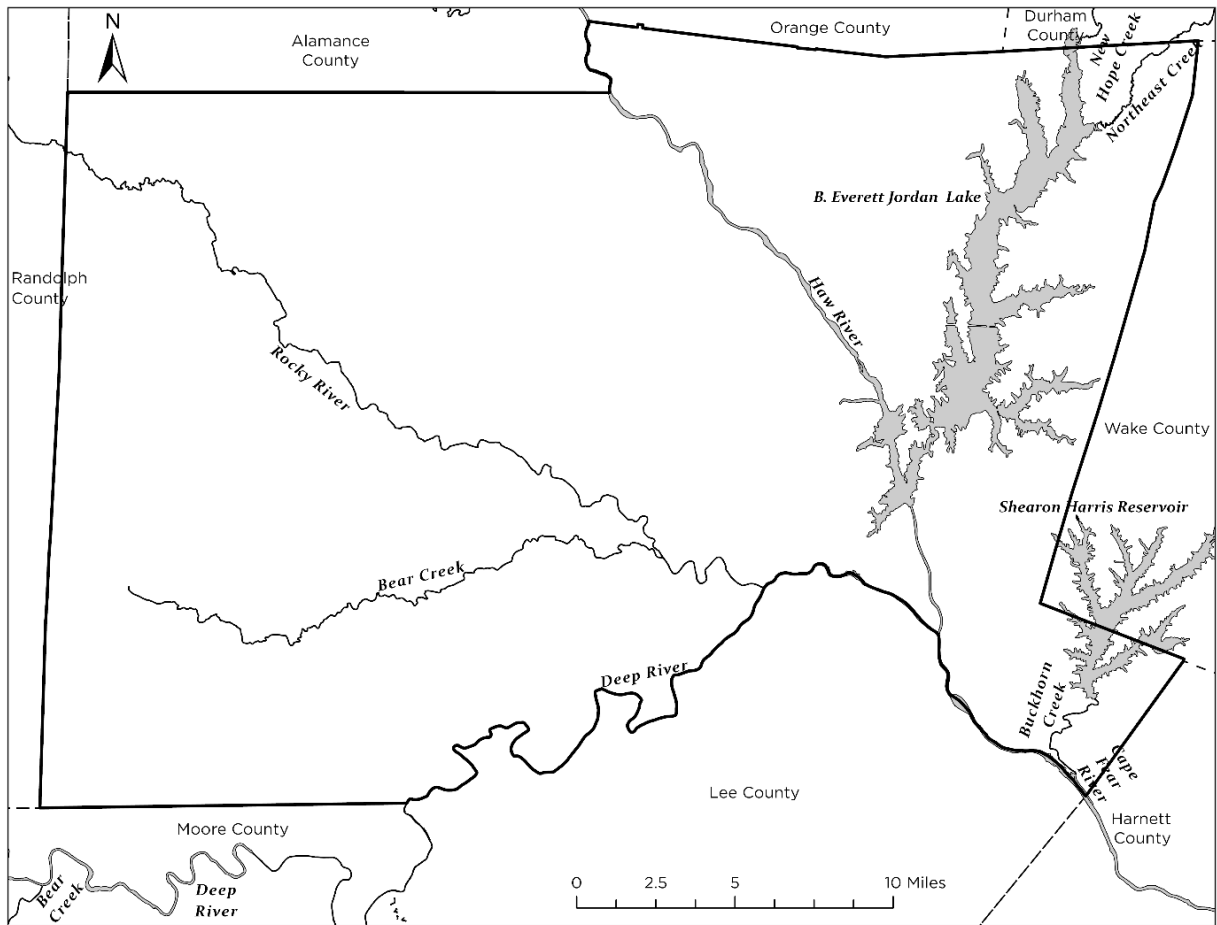 N
Alamance
County
Orange County
Durham
County
New
Hope Creek
Northeast Creek
B. Everett Jordan Lake
Randolph
County
Haw River
Rocky River
Wake County
Shearon Harris Reservoir
Bear Creek
Deep River
Buckhorn
Creek
Cape
Fear
River
Lee County
Moore County
Harnett
County
Bear
Creek
Deep
River
0 2.5 5 10 Miles